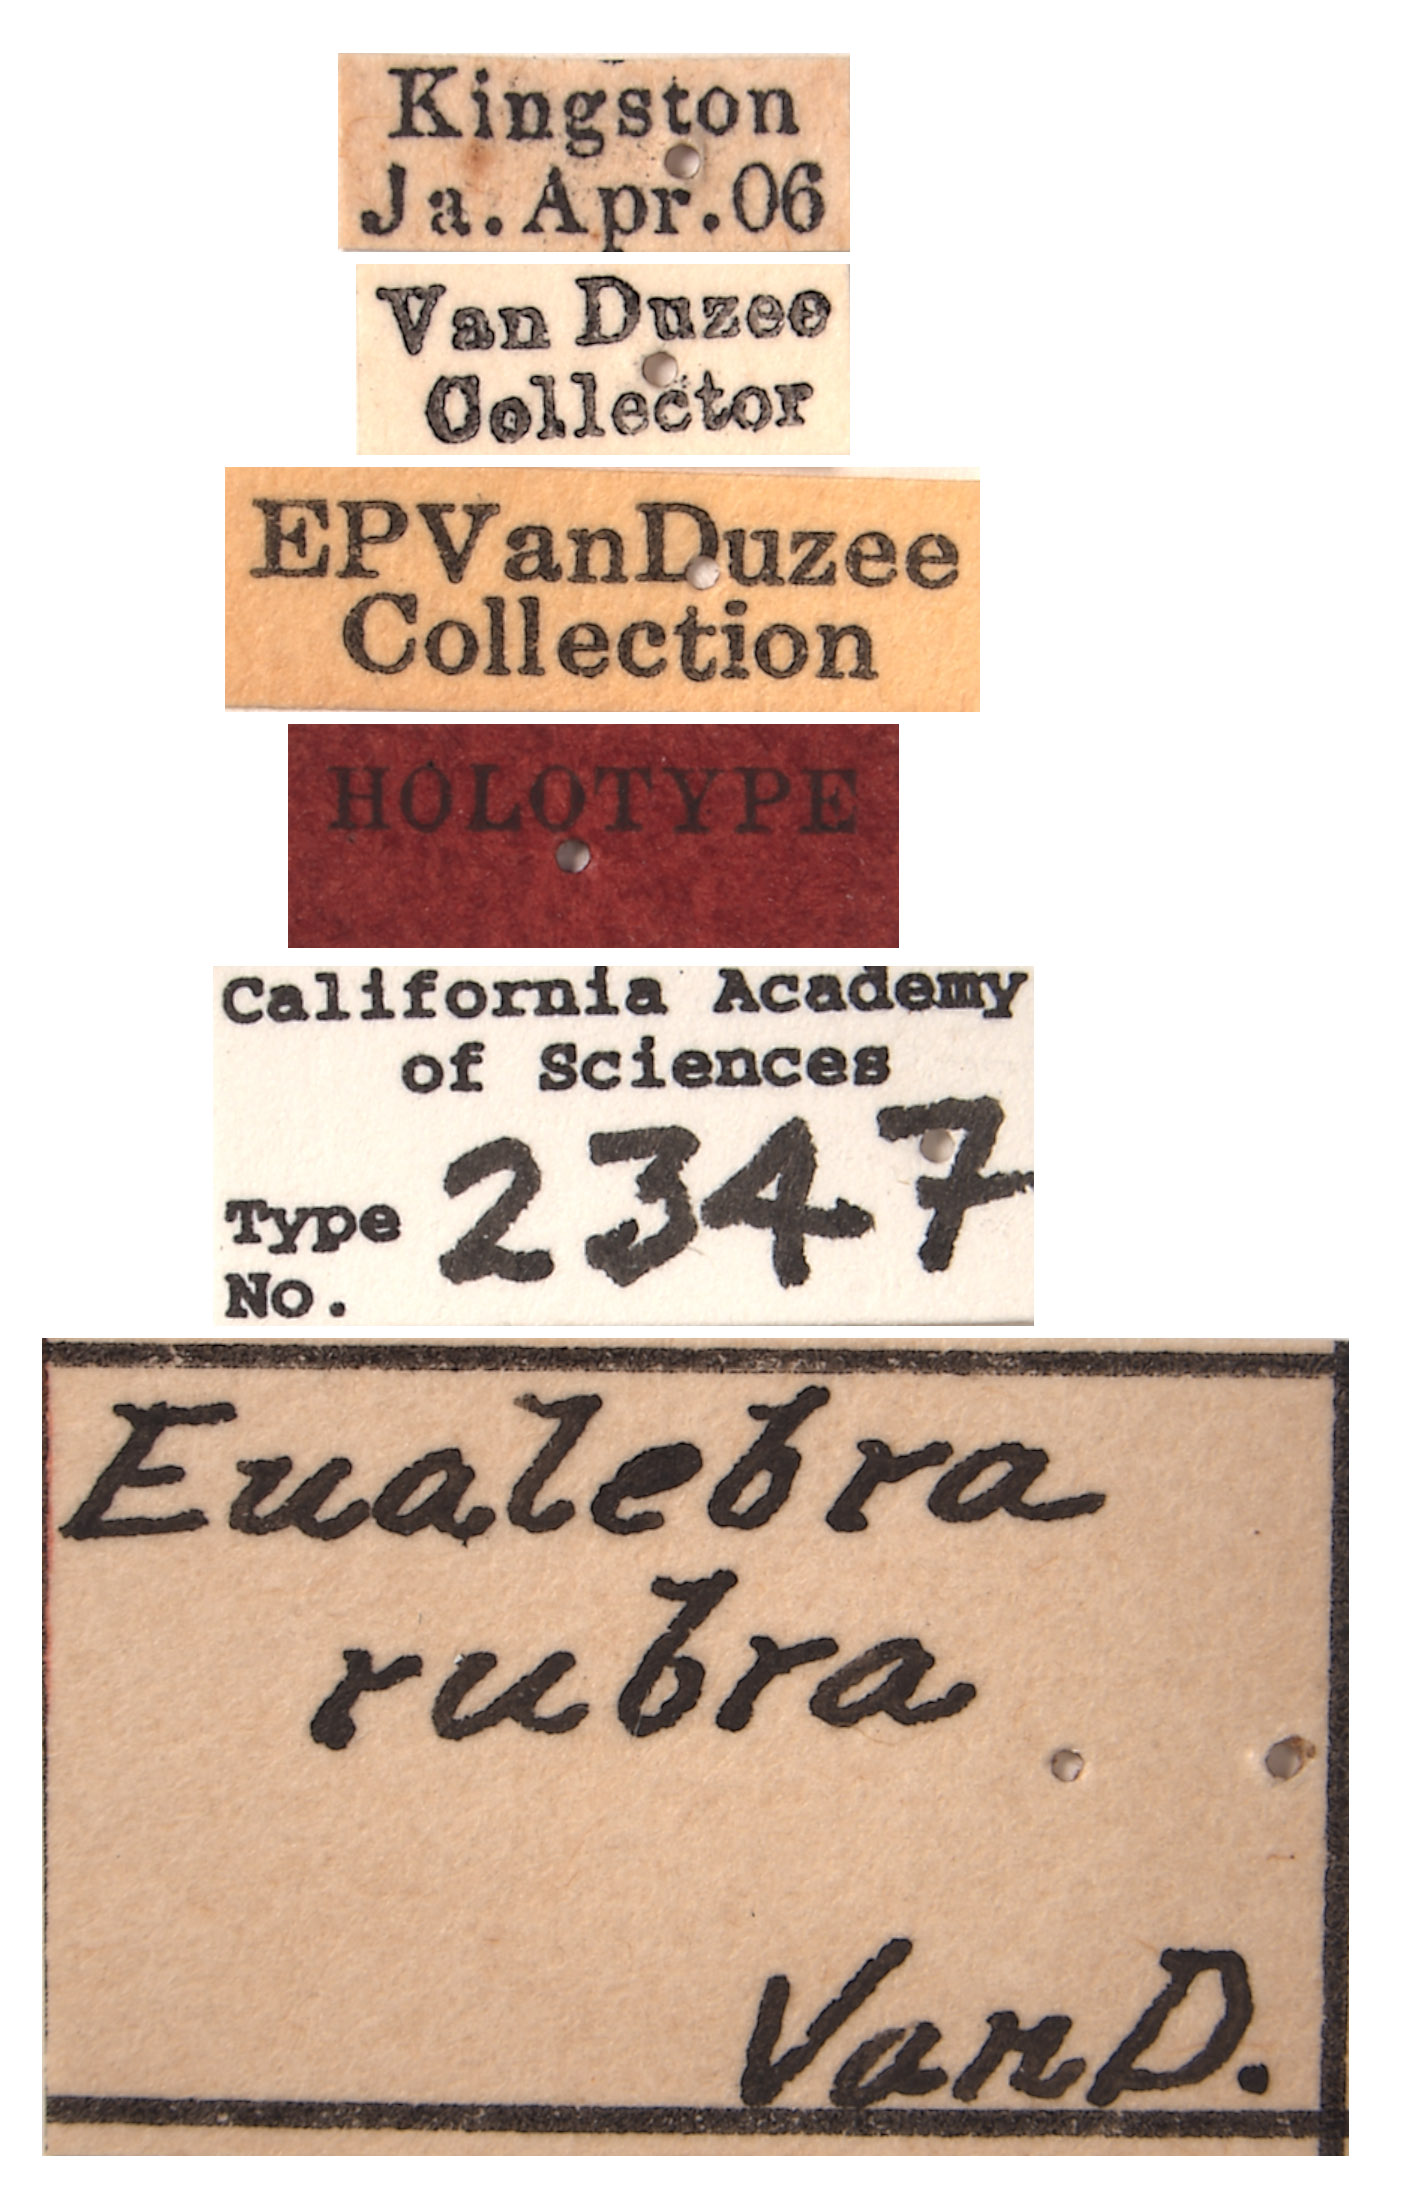 Kingston
Ja. Apr. 06
Van Duzee
Collector
EPVanDuzee
Collection
HOLOTYPE
California Academy
of Sciences
Type
No. 2347
Eualebra
rubra
VanD.